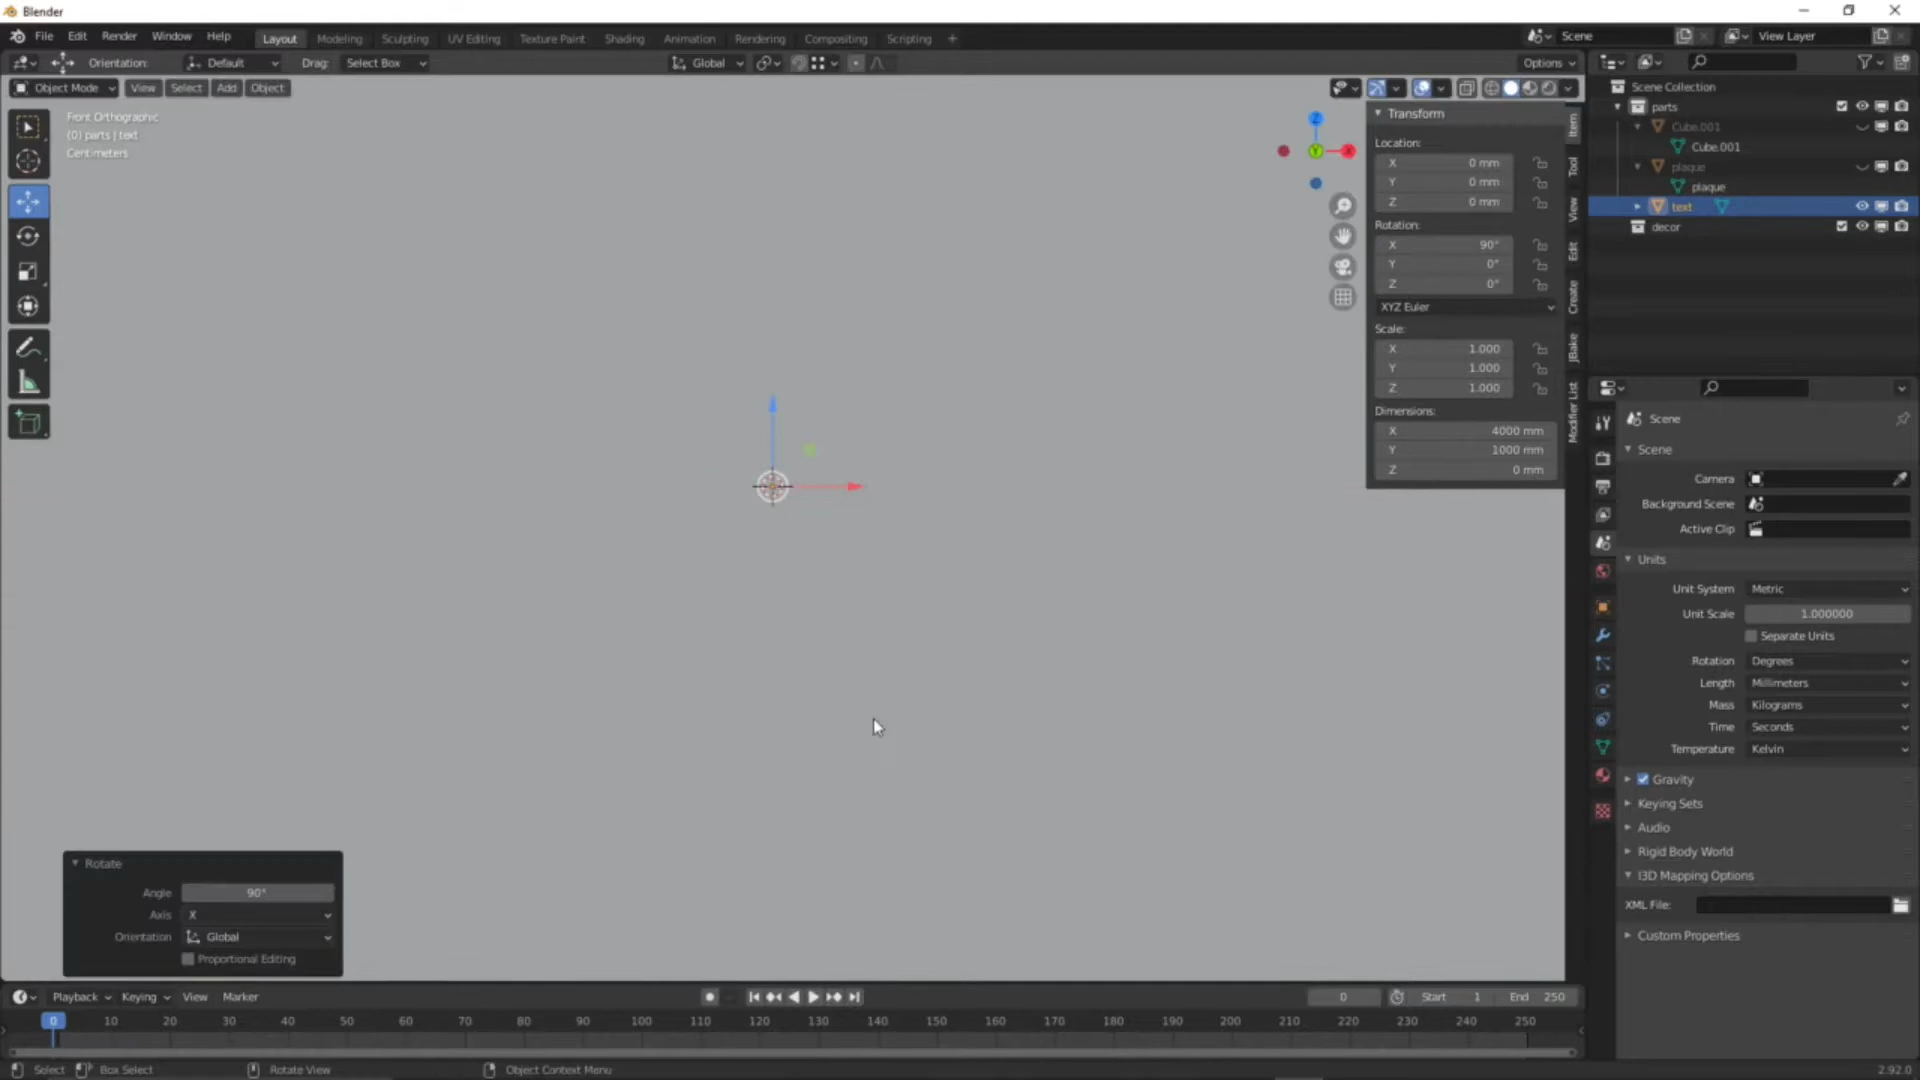 Blender
File Edit Render Window Help
Layout Modeling Sculpting UV Editing Texture Paint Shading Animation Rendering Compositing Scripting +
Scene
View Layer
Orientation: Default Drag: Select Box
Global
Options
Object Mode View Select Add Object
Front Orthographic
(0) parts | text
Centimeters
Z
Y
X
Transform
Location:
X 0 mm
Y 0 mm
Z 0 mm
Rotation:
X 90°
Y 0°
Z 0°
XYZ Euler
Scale:
X 1.000
Y 1.000
Z 1.000
Dimensions:
X 4000 mm
Y 1000 mm
Z 0 mm
Item
Tool
View
Edit
Create
JBake
Modifier List
Scene Collection
parts
Cube.001
Cube.001
plaque
plaque
text
decor
Scene
Scene
Camera
Background Scene
Active Clip
Units
Unit System Metric
Unit Scale 1.000000
Separate Units
Rotation Degrees
Length Millimeters
Mass Kilograms
Time Seconds
Temperature Kelvin
Gravity
Keying Sets
Audio
Rigid Body World
I3D Mapping Options
XML File:
Custom Properties
Rotate
Angle 90°
Axis X
Orientation Global
Proportional Editing
Playback Keying View Marker
0
Start 1 End 250
0 10 20 30 40 50 60 70 80 90 100 110 120 130 140 150 160 170 180 190 200 210 220 230 240 250
Select Box Select Rotate View Object Context Menu
2.92.0